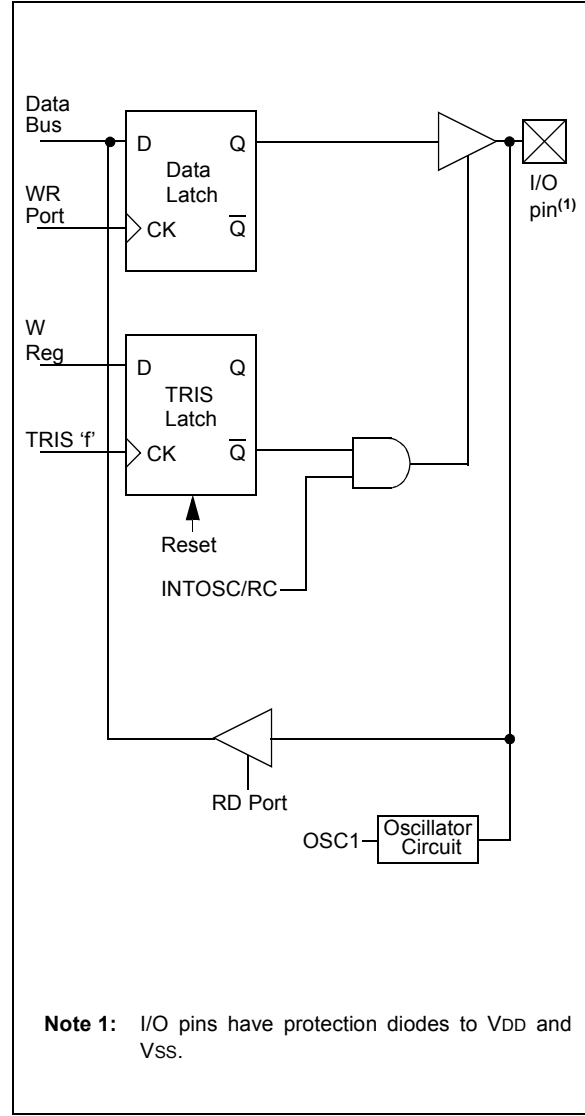 Data
Bus
D
Q
Data
Latch
WR
Port
CK
Q
I/O
pin(1)
W
Reg
D
Q
TRIS
Latch
TRIS 'f'
CK
Q
Reset
INTOSC/RC
RD Port
OSC1
Oscillator
Circuit
Note 1: I/O pins have protection diodes to VDD and
VSS.